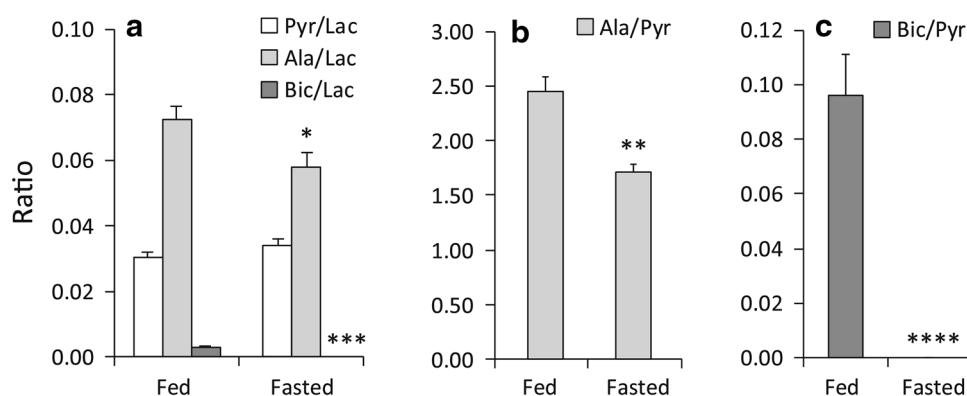 a
Pyr/Lac
Ala/Lac
Bic/Lac
Ratio
0.10
0.08
0.06
0.04
0.02
0.00
*
***
Fed
Fasted
b
Ala/Pyr
3.00
2.50
2.00
1.50
1.00
0.50
0.00
**
Fed
Fasted
c
Bic/Pyr
0.12
0.10
0.08
0.06
0.04
0.02
0.00
****
Fed
Fasted